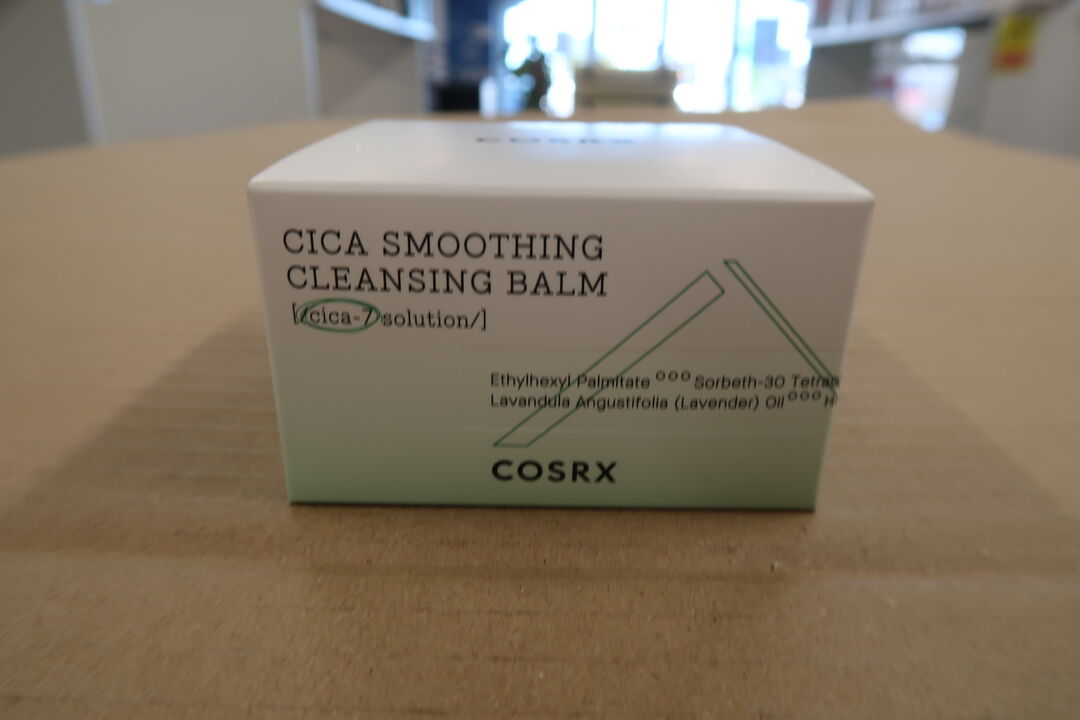 COSRX
CICA SMOOTHING
CLEANSING BALM
[/cica-7 solution/]
Ethylhexyl Palmitate ººº Sorbeth-30
Lavandula Angustifolia (Lavender) Oil ººº H
COSRX